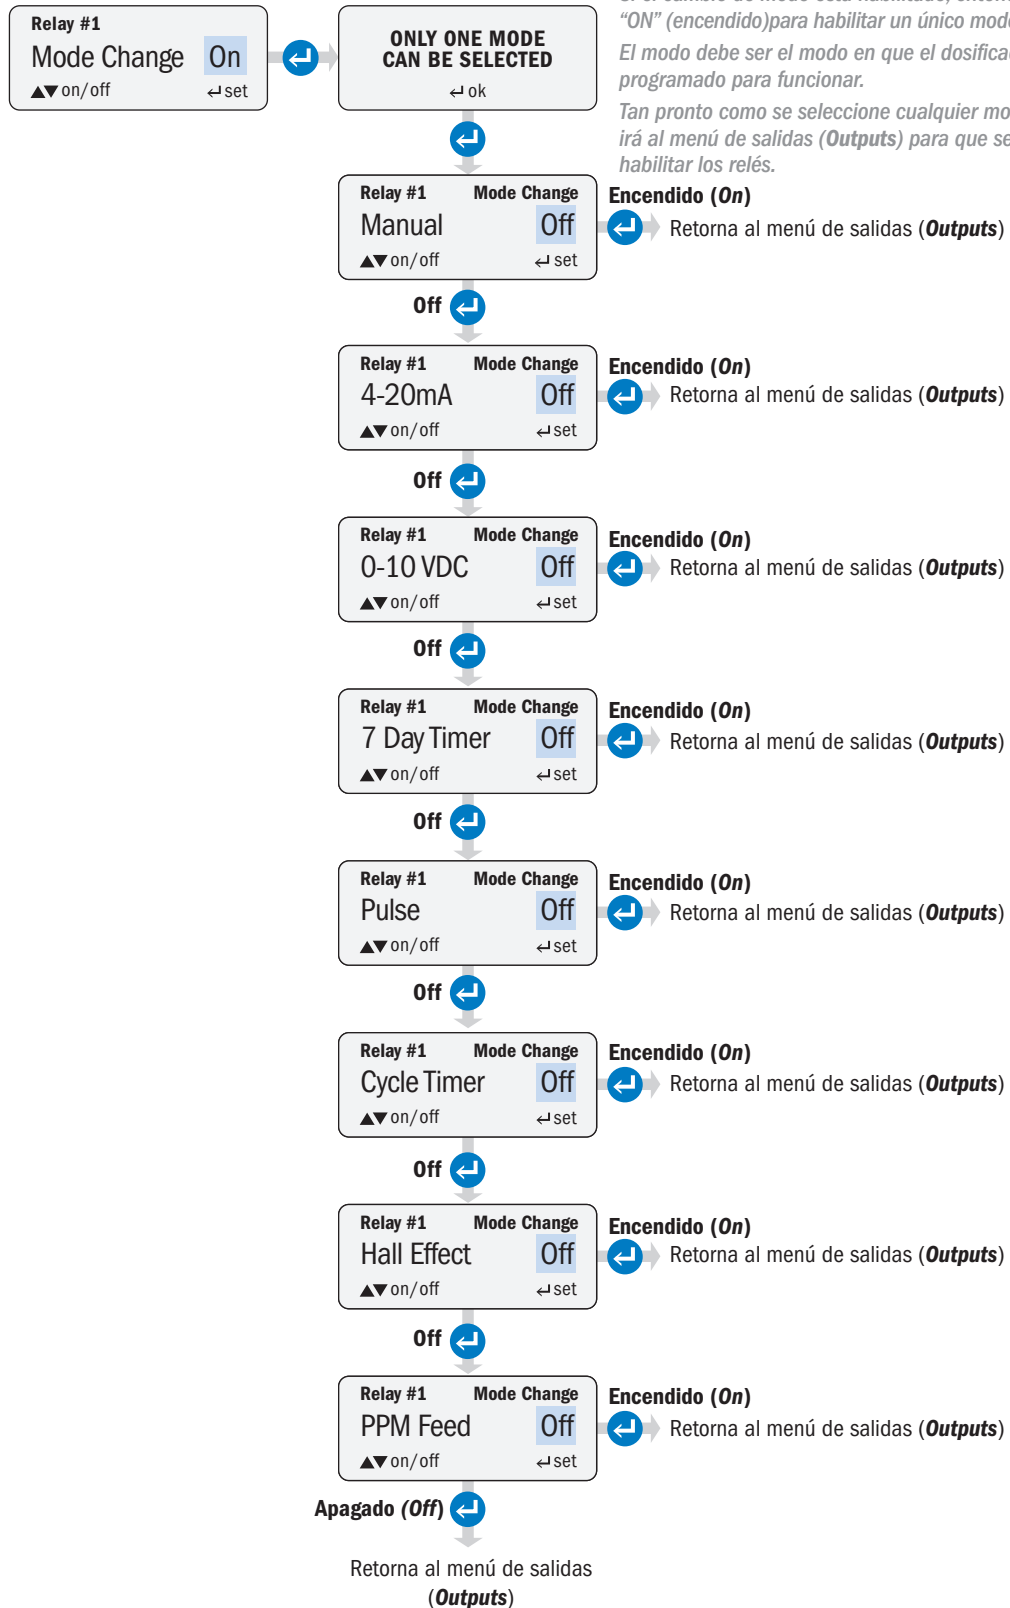 Relay #1
Mode Change On
▲▼ on/off ↵ set
ONLY ONE MODE
CAN BE SELECTED
↵ ok
“ON” (encendido)para habilitar un único
El modo debe ser el modo en que el
programado para funcionar.
Tan pronto como se seleccione cualquier
irá al menú de salidas (Outputs) para que
habilitar los relés.
Relay #1 Mode Change
Manual Off
▲▼ on/off ↵ set
Encendido (On)
Retorna al menú de salidas (Outputs)
Off
Relay #1 Mode Change
4-20mA Off
▲▼ on/off ↵ set
Encendido (On)
Retorna al menú de salidas (Outputs)
Off
Relay #1 Mode Change
0-10 VDC Off
▲▼ on/off ↵ set
Encendido (On)
Retorna al menú de salidas (Outputs)
Off
Relay #1 Mode Change
7 Day Timer Off
▲▼ on/off ↵ set
Encendido (On)
Retorna al menú de salidas (Outputs)
Off
Relay #1 Mode Change
Pulse Off
▲▼ on/off ↵ set
Encendido (On)
Retorna al menú de salidas (Outputs)
Off
Relay #1 Mode Change
Cycle Timer Off
▲▼ on/off ↵ set
Encendido (On)
Retorna al menú de salidas (Outputs)
Off
Relay #1 Mode Change
Hall Effect Off
▲▼ on/off ↵ set
Encendido (On)
Retorna al menú de salidas (Outputs)
Off
Relay #1 Mode Change
PPM Feed Off
▲▼ on/off ↵ set
Encendido (On)
Retorna al menú de salidas (Outputs)
Apagado (Off)
Retorna al menú de salidas
(Outputs)